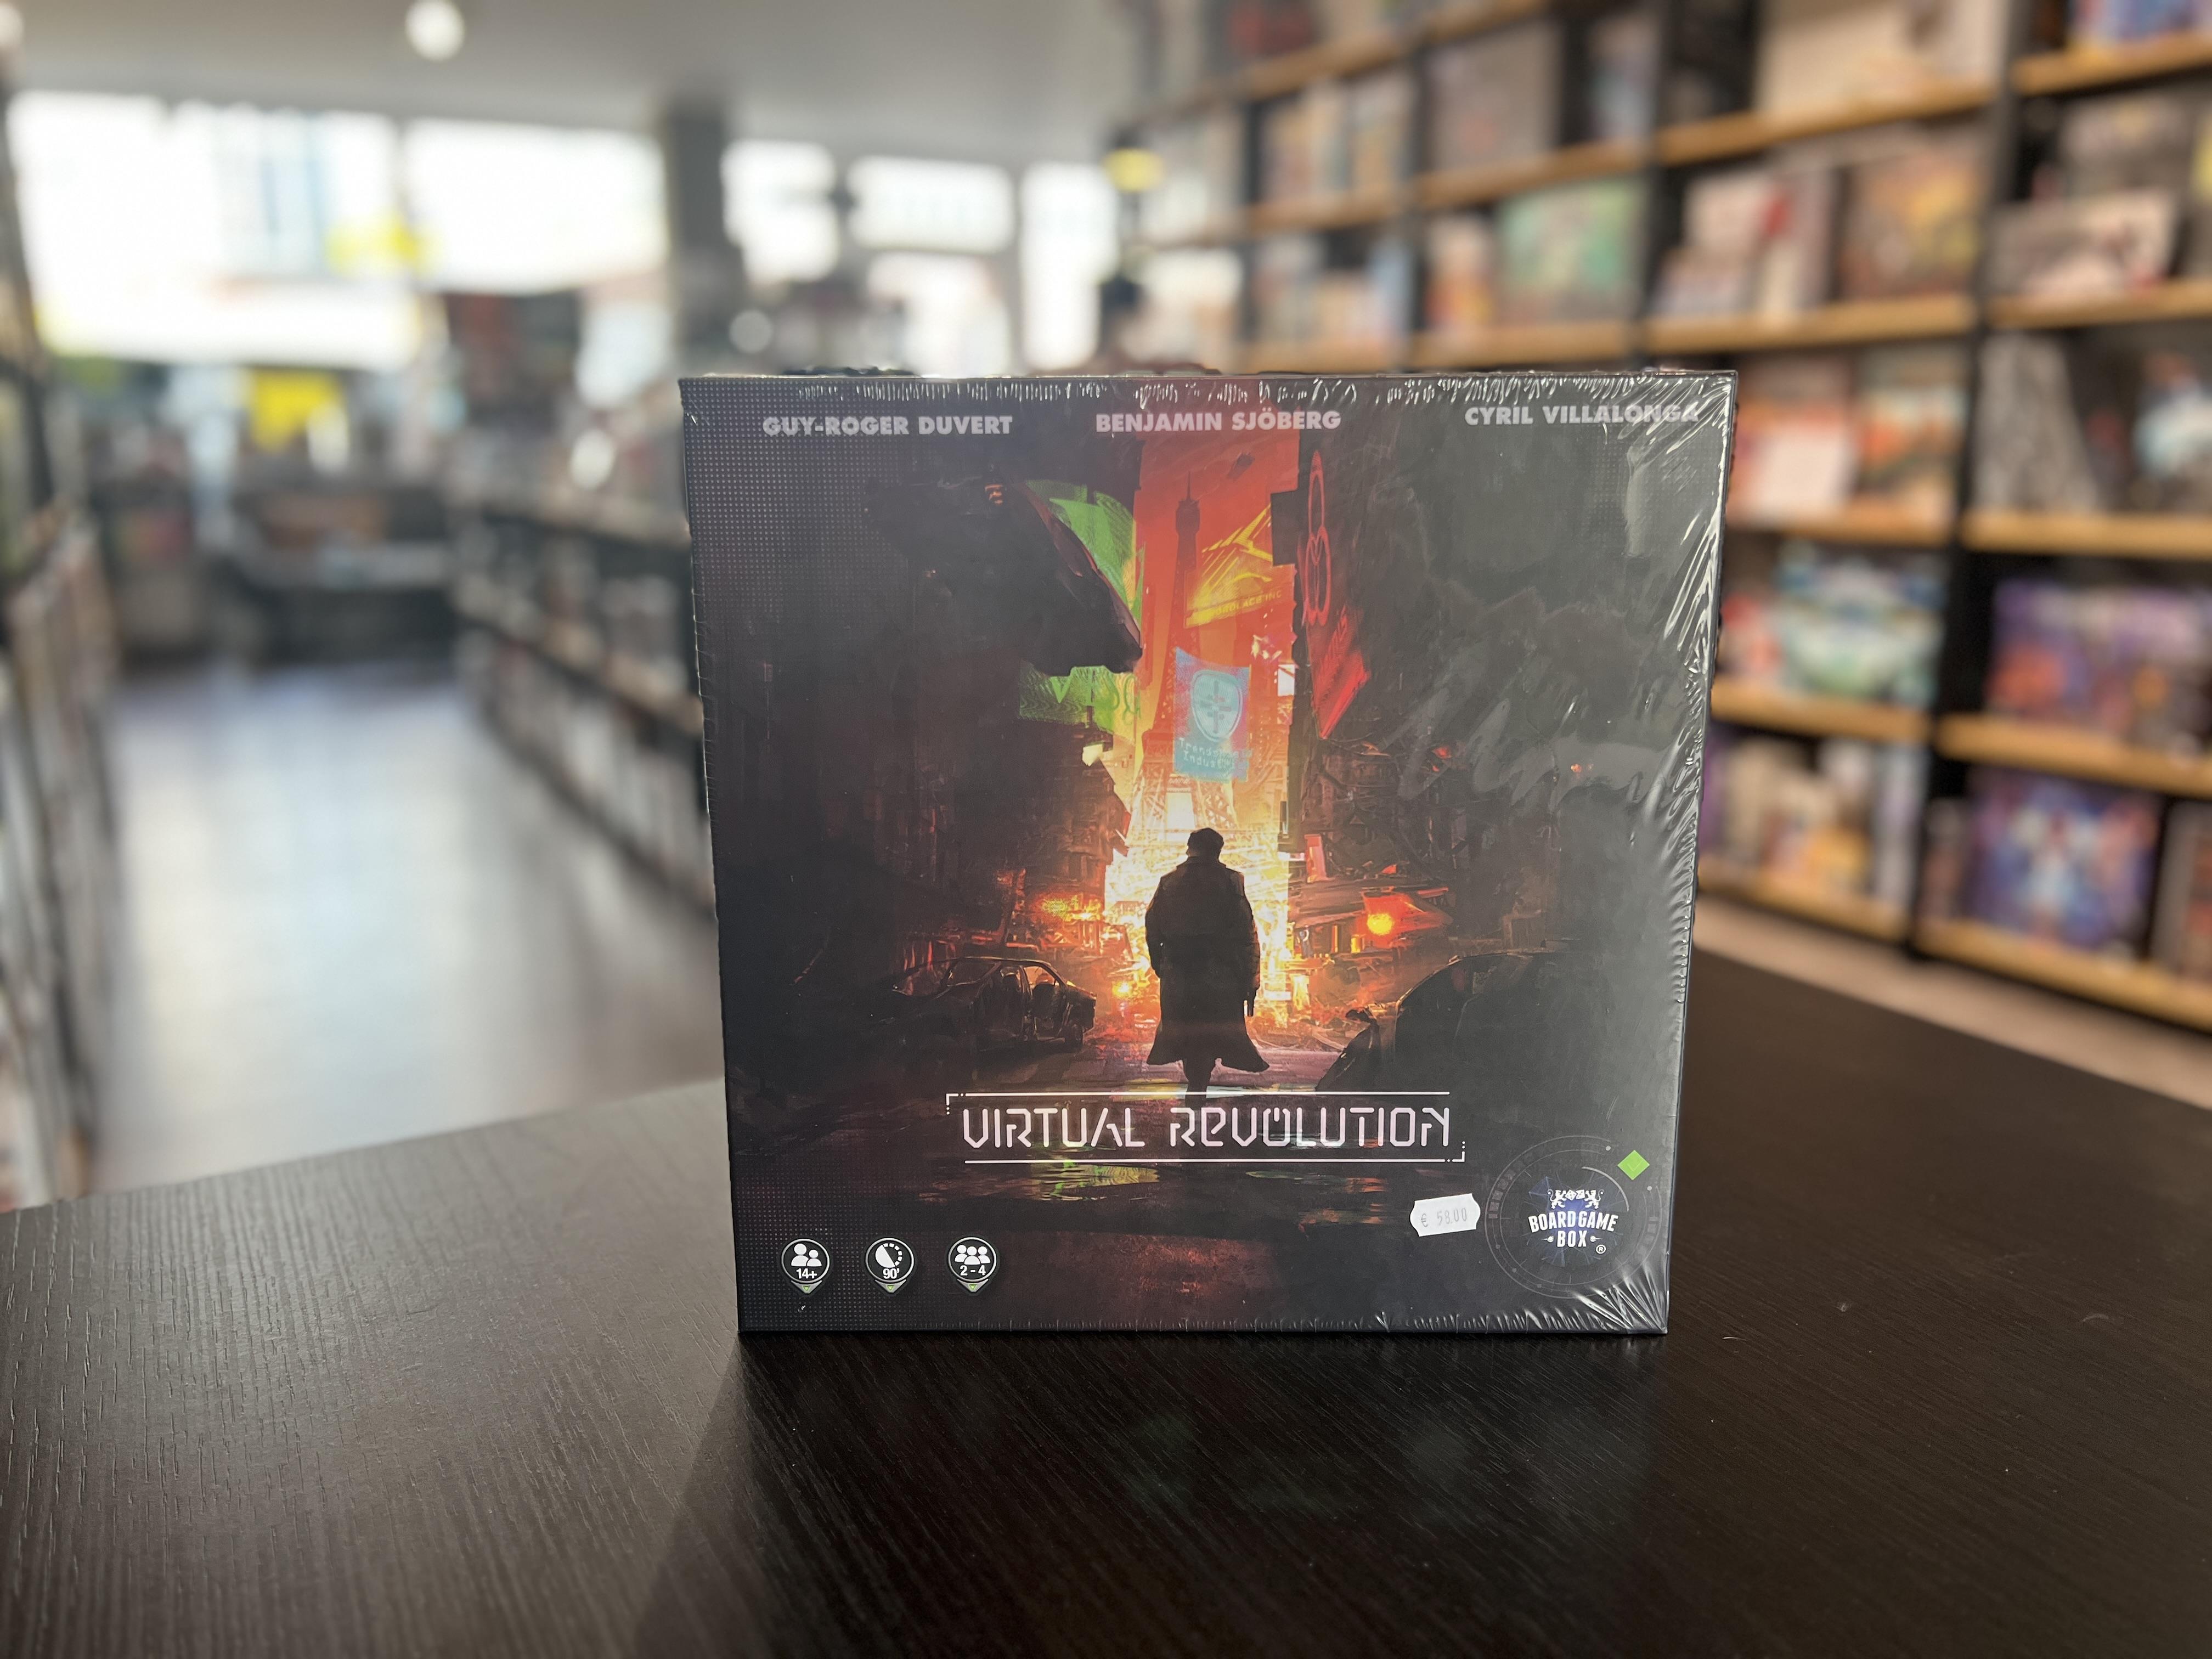 GUY-ROGER DUVERT
BENJAMIN SJÖBERG
CYRIL VILLALONGA
VIRTUAL REVOLUTION
€ 58.00
BOARD GAME
BOX ®
14+
90'
2 - 4